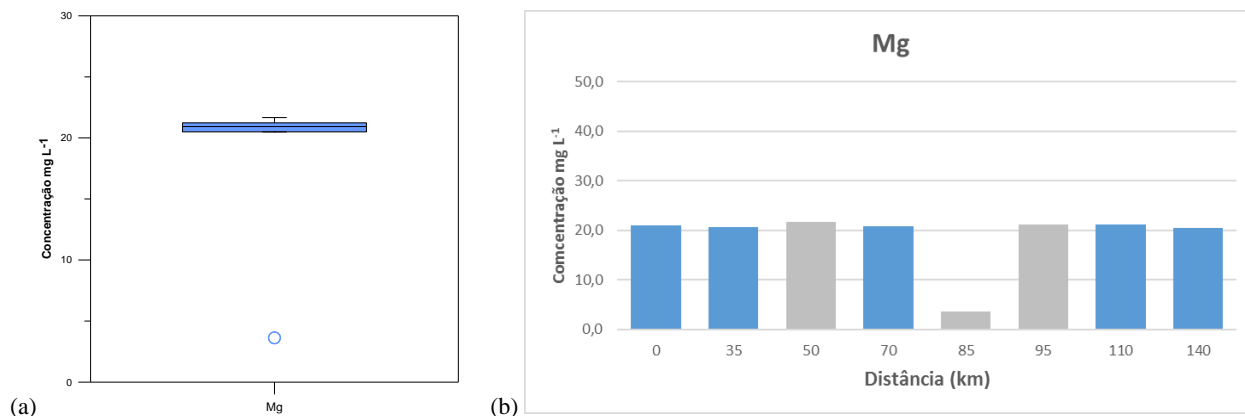 30
20
10
0
Concentração mg L-1
Mg
(a)
Mg
50,0
40,0
30,0
20,0
10,0
0,0
Comcentração mg L-1
0 35 50 70 85 95 110 140
Distância (km)
(b)